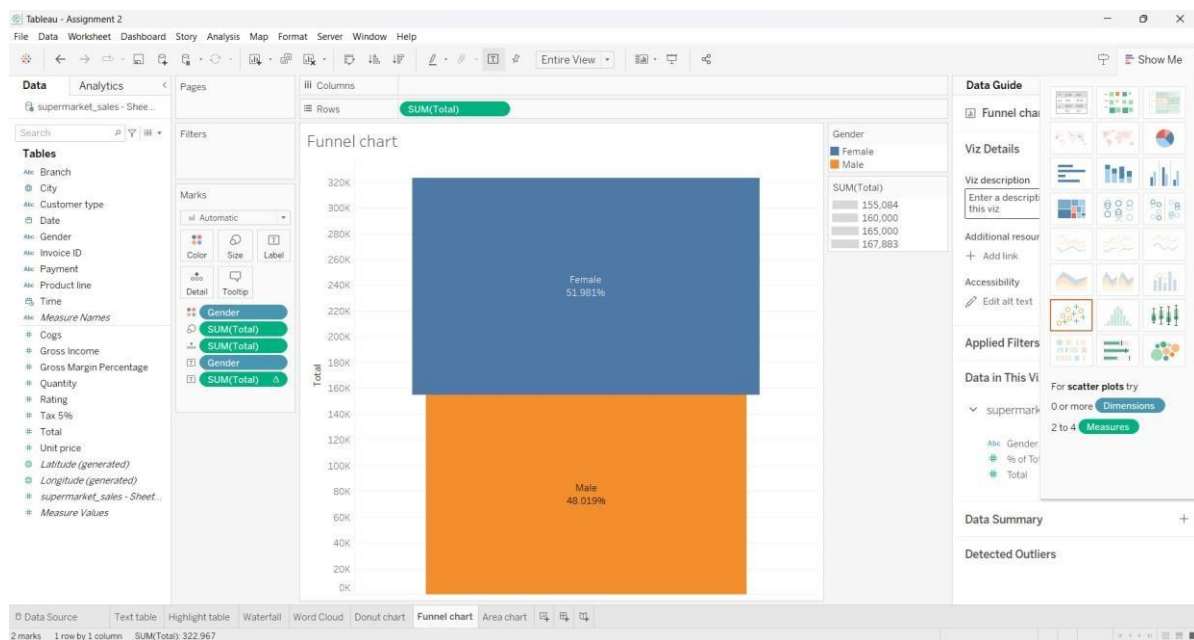 Tableau - Assignment 2
File Data Worksheet Dashboard Story Analysis Map Format Server Window Help
Entire View
Show Me
Data Analytics
supermarket_sales - Shee...
Search
Tables
Abc Branch
City
Abc Customer type
Date
Abc Gender
Abc Invoice ID
Abc Payment
Abc Product line
Time
Abc Measure Names
# Cogs
# Gross Income
# Gross Margin Percentage
# Quantity
# Rating
# Tax 5%
# Total
# Unit price
Latitude (generated)
Longitude (generated)
# supermarket_sales - Sheet...
# Measure Values
Pages
Filters
Marks
Automatic
Color Size Label
Detail Tooltip
Gender
SUM(Total)
SUM(Total)
Gender
SUM(Total) Δ
iii Columns
Rows SUM(Total)
Funnel chart
320K
300K
280K
260K
240K
220K
200K
180K
160K
140K
120K
100K
80K
60K
40K
20K
0K
Total
Female
51.981%
Male
48.019%
Gender
Female
Male
SUM(Total)
155,084
160,000
165,000
167,883
Data Guide
Funnel char
Viz Details
Viz description
Enter a descripti
this viz
Additional resour
+ Add link
Accessibility
Edit alt text
Applied Filters
Data in This Vi
supermark
Abc Gender
# % of To
# Total
Data Summary +
Detected Outliers
For scatter plots try
0 or more Dimensions
2 to 4 Measures
Data Source Text table Highlight table Waterfall Word Cloud Donut chart Funnel chart Area chart
2 marks 1 row by 1 column SUM(Total): 322,967